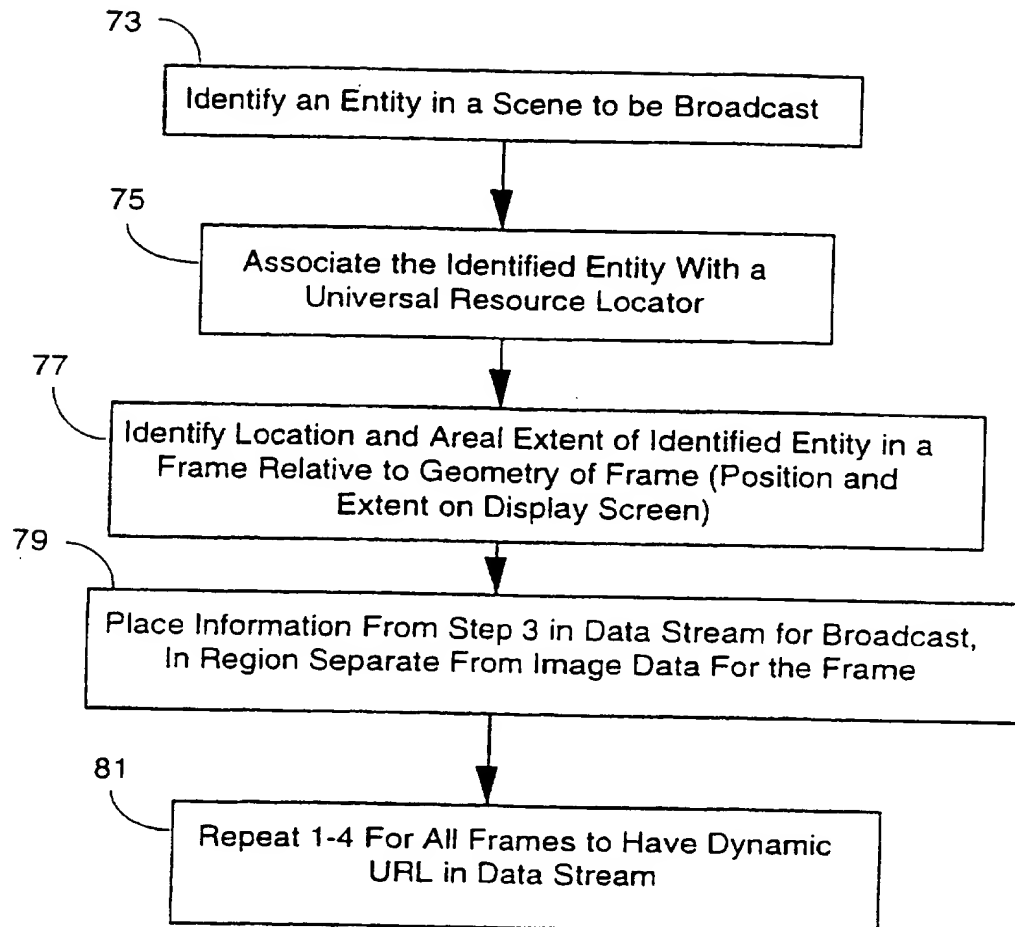 73
Identify an Entity in a Scene to be Broadcast
75
Associate the Identified Entity With a
Universal Resource Locator
77
Identify Location and Areal Extent of Identified Entity in a
Frame Relative to Geometry of Frame (Position and
Extent on Display Screen)
79
Place Information From Step 3 in Data Stream for Broadcast,
In Region Separate From Image Data For the Frame
81
Repeat 1-4 For All Frames to Have Dynamic
URL in Data Stream